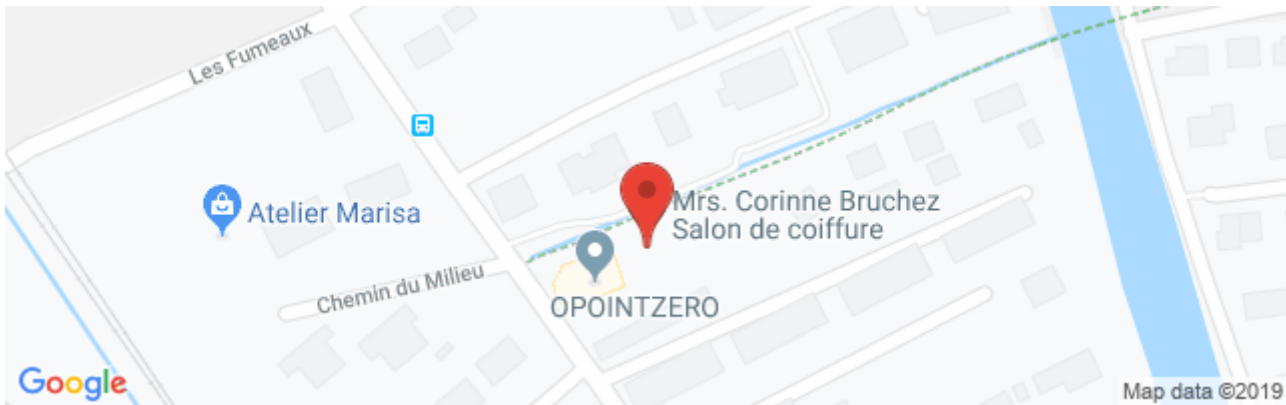 Les Fumeaux
Atelier Marisa
Mrs. Corinne Bruchez
Salon de coiffure
Chemin du Milieu
OPOINTZERO
Google
Map data ©2019